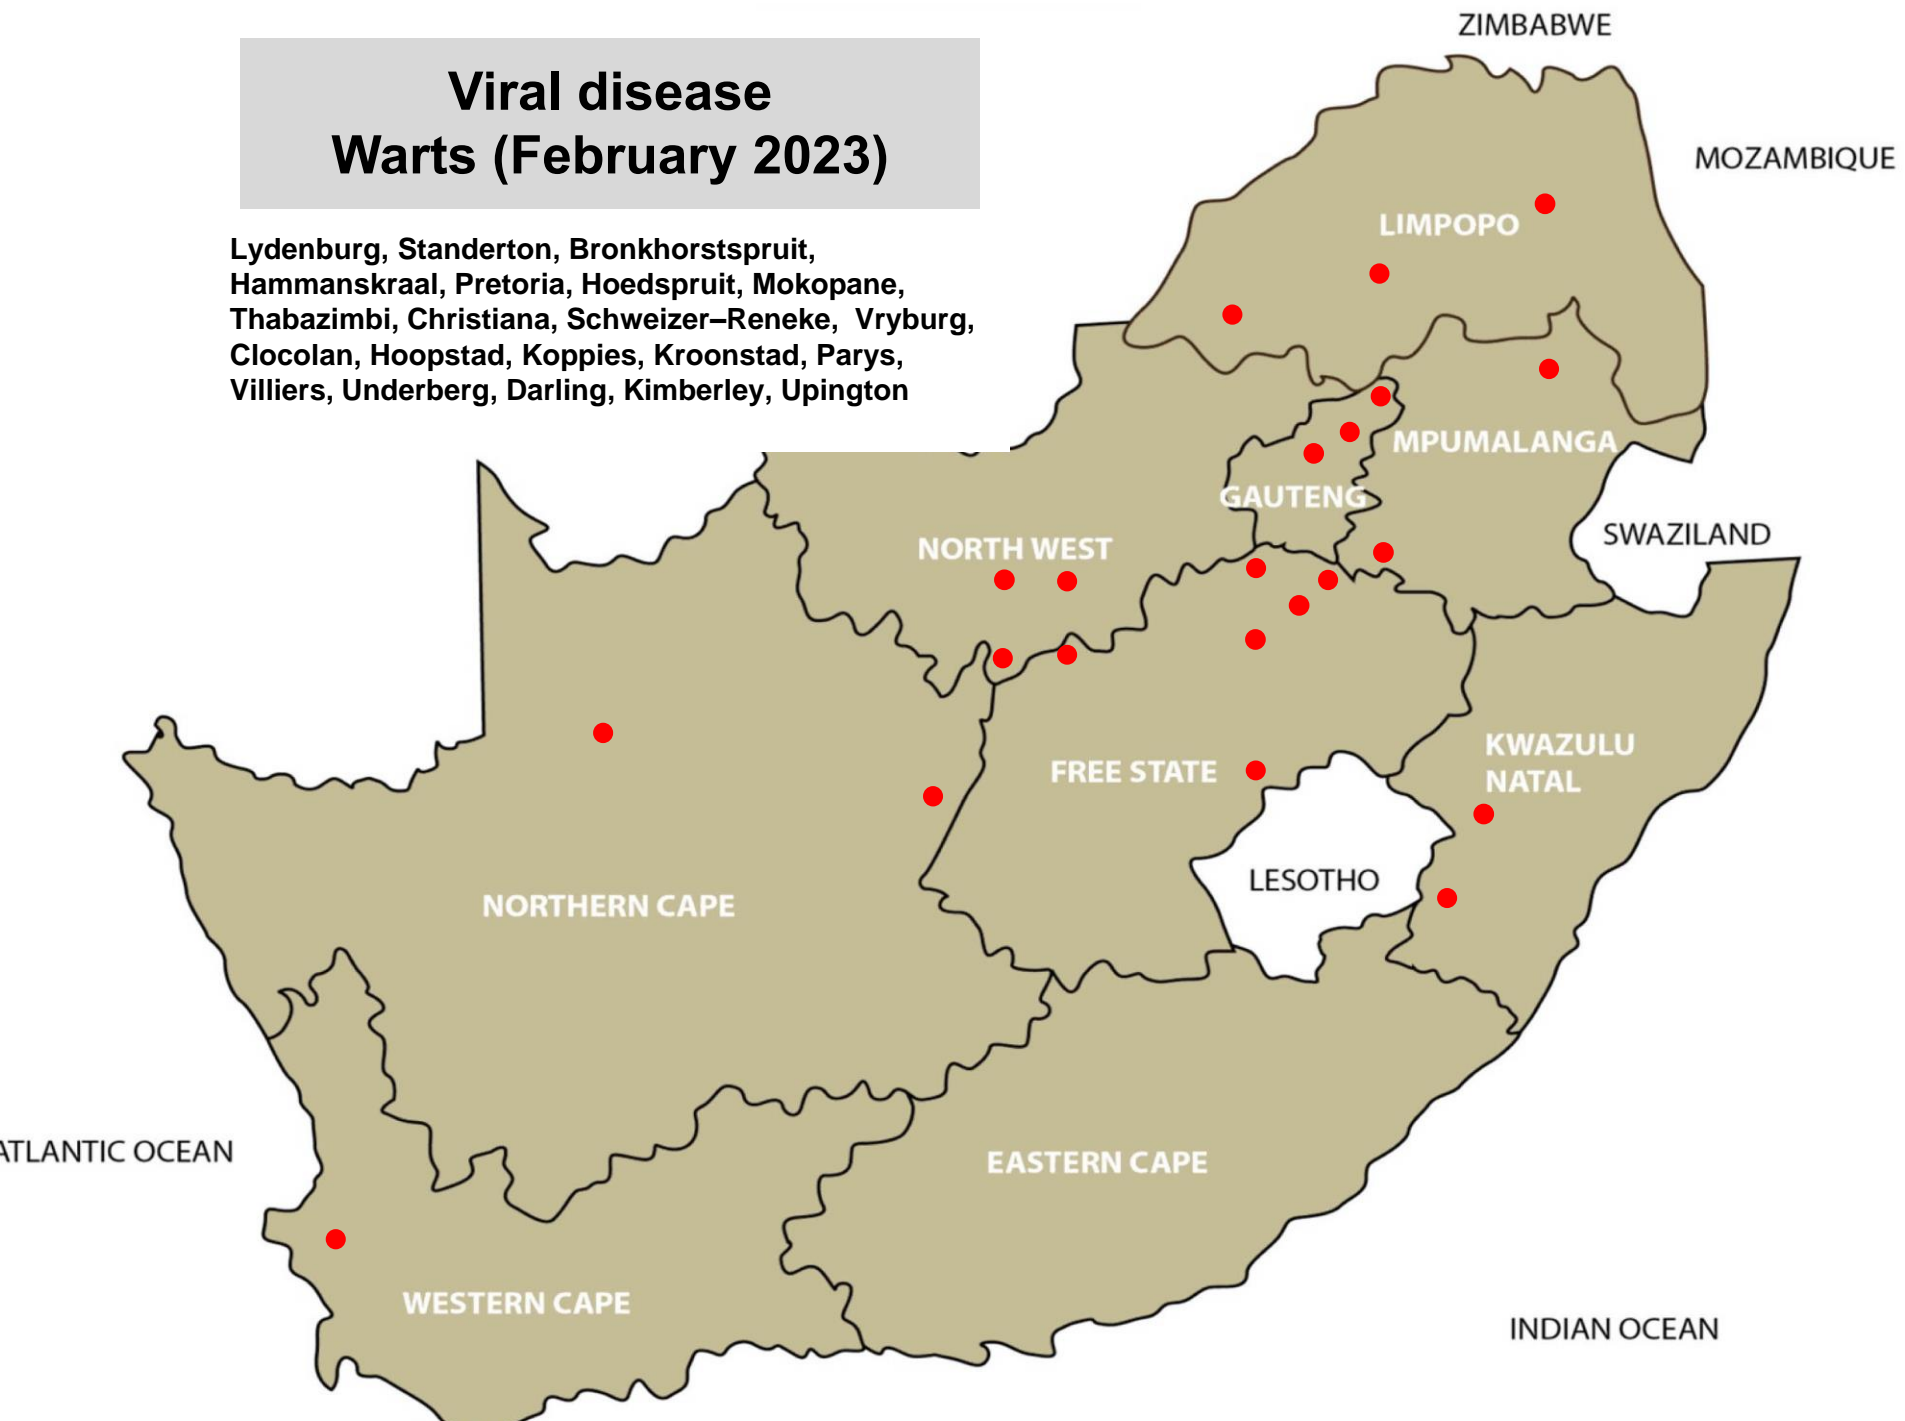 Viral disease
Warts (February 2023)
Lydenburg, Standerton, Bronkhorstspruit,
Hammanskraal, Pretoria, Hoedspruit, Mokopane,
Thabazimbi, Christiana, Schweizer–Reneke, Vryburg,
Clocolan, Hoopstad, Koppies, Kroonstad, Parys,
Villiers, Underberg, Darling, Kimberley, Upington
ZIMBABWE
MOZAMBIQUE
LIMPOPO
MPUMALANGA
GAUTENG
SWAZILAND
NORTH WEST
KWAZULU
NATAL
FREE STATE
LESOTHO
NORTHERN CAPE
ATLANTIC OCEAN
EASTERN CAPE
WESTERN CAPE
INDIAN OCEAN